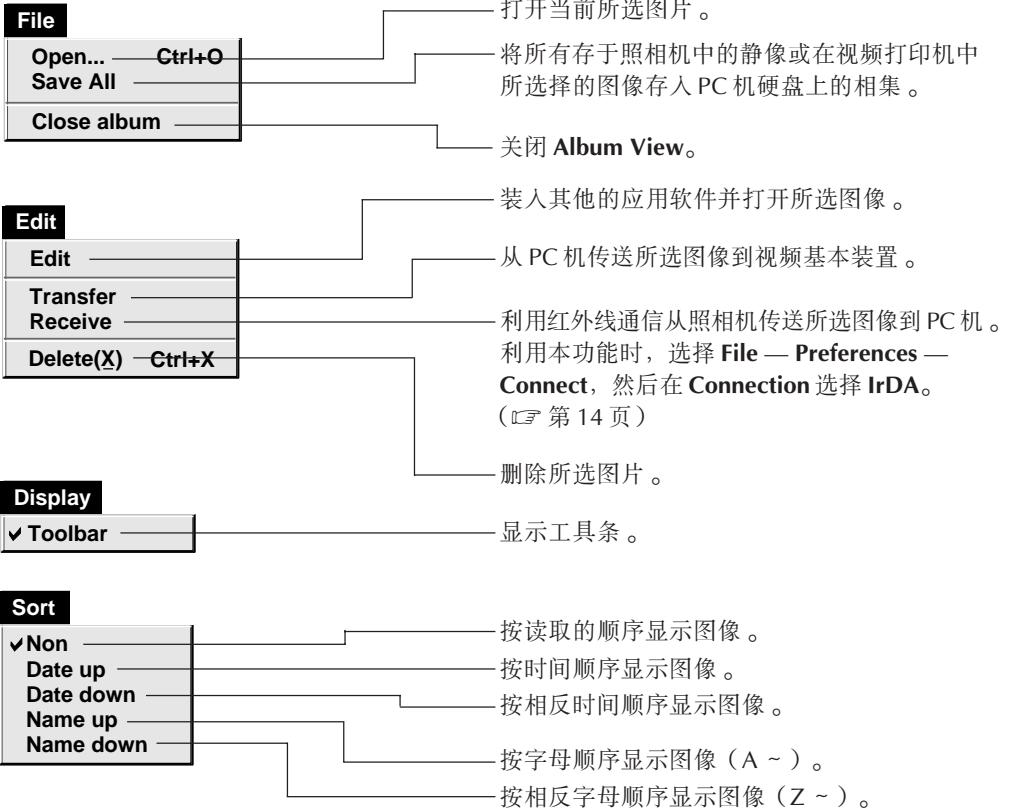 File
Open... Ctrl+O
Save All
Close album
打开当前所选图片。
将所有存于照相机中的静像或在视频打印机中
所选择的图像存入 PC 机硬盘上的相集。
关闭 Album View。
Edit
Edit
Transfer
Receive
Delete(X) Ctrl+X
装入其他的应用软件并打开所选图像。
从 PC 机传送所选图像到视频基本装置。
利用红外线通信从照相机传送所选图像到 PC 机。
利用本功能时，选择 File — Preferences —
Connect，然后在 Connection 选择 IrDA。
（☞ 第 14 页）
删除所选图片。
Display
✓ Toolbar
显示工具条。
Sort
✓ Non
Date up
Date down
Name up
Name down
按读取的顺序显示图像。
按时间顺序显示图像。
按相反时间顺序显示图像。
按字母顺序显示图像（A ~）。
按相反字母顺序显示图像（Z ~）。